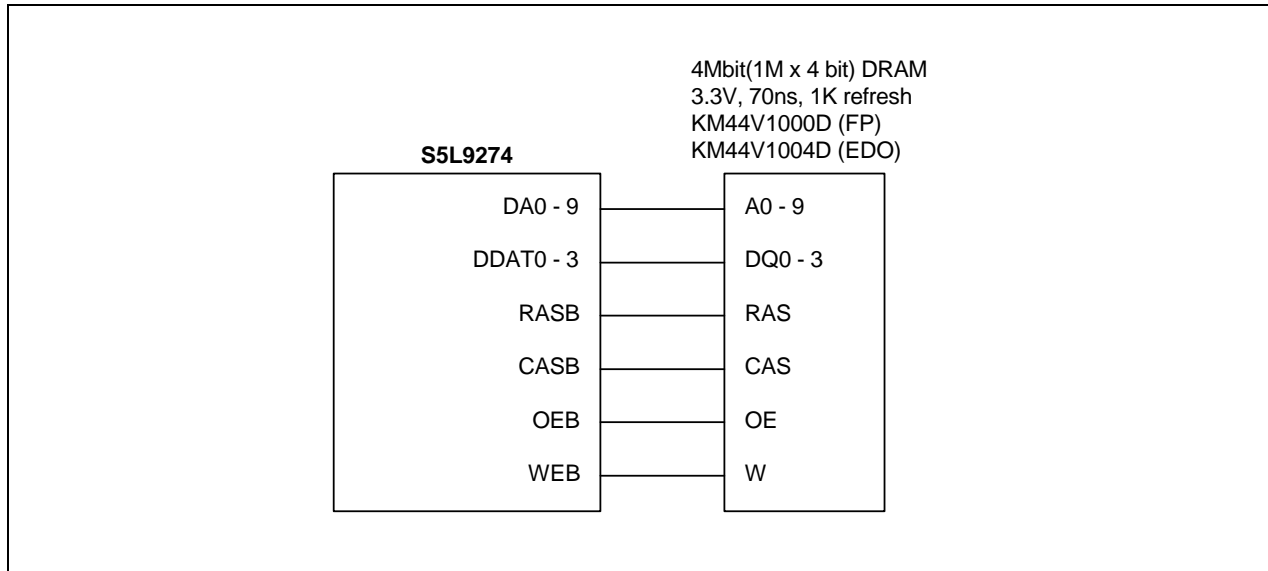 4Mbit(1M x 4 bit) DRAM
3.3V, 70ns, 1K refresh
KM44V1000D (FP)
KM44V1004D (EDO)
S5L9274
DA0 - 9
A0 - 9
DDAT0 - 3
DQ0 - 3
RASB
RAS
CASB
CAS
OEB
OE
WEB
W